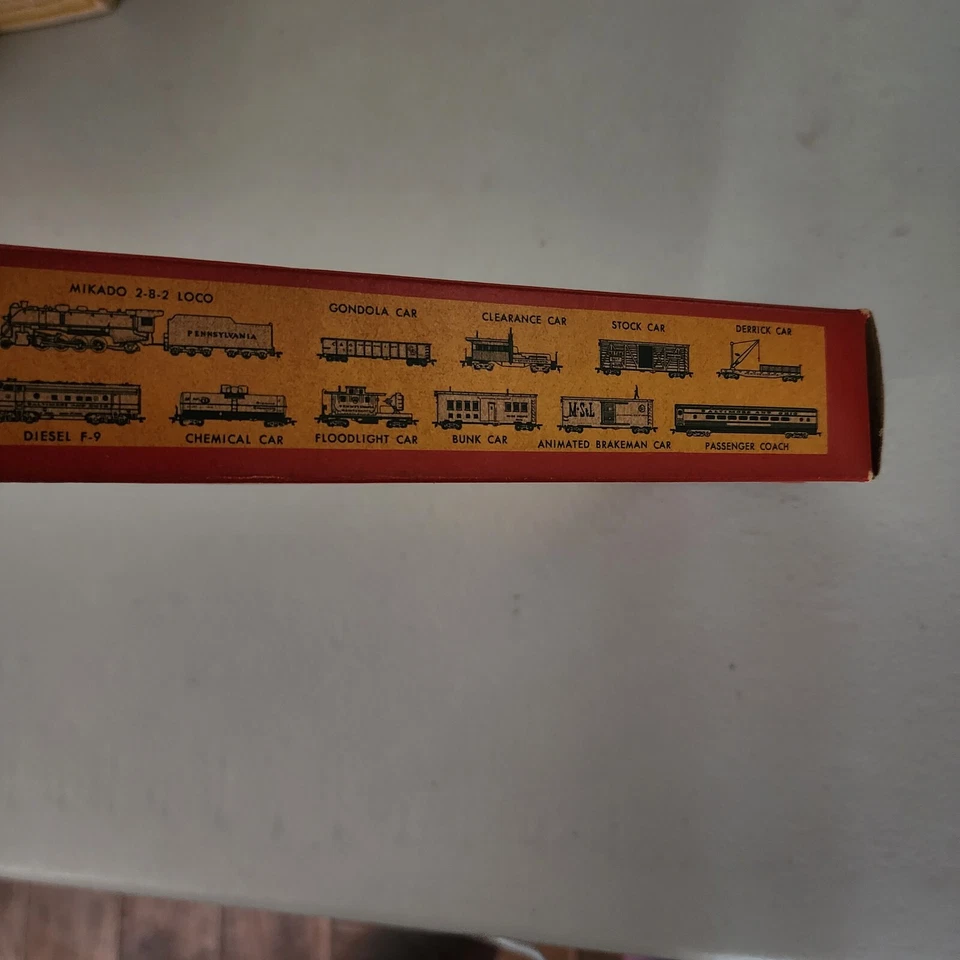 MIKADO 2-8-2 LOCO
GONDOLA CAR
CLEARANCE CAR
STOCK CAR
DERRICK CAR
PENNSYLVANIA
M&StL
DIESEL F-9
CHEMICAL CAR
FLOODLIGHT CAR
BUNK CAR
ANIMATED BRAKEMAN CAR
PASSENGER COACH